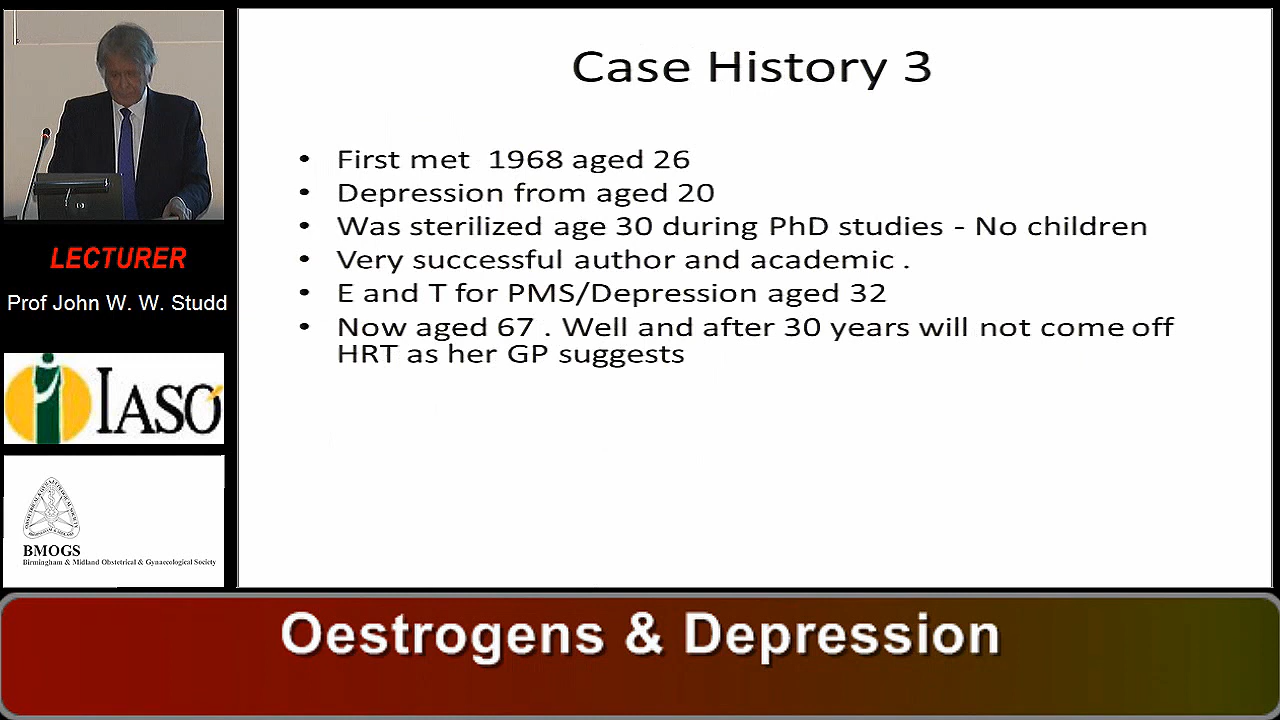 Case History 3
• First met 1968 aged 26
• Depression from aged 20
• Was sterilized age 30 during PhD studies - No children
• Very successful author and academic .
• E and T for PMS/Depression aged 32
• Now aged 67 . Well and after 30 years will not come off
HRT as her GP suggests
LECTURER
Prof John W. W. Studd
IASO
BMOGS
Birmingham & Midland Obstetrical & Gynaecological Society
Oestrogens & Depression